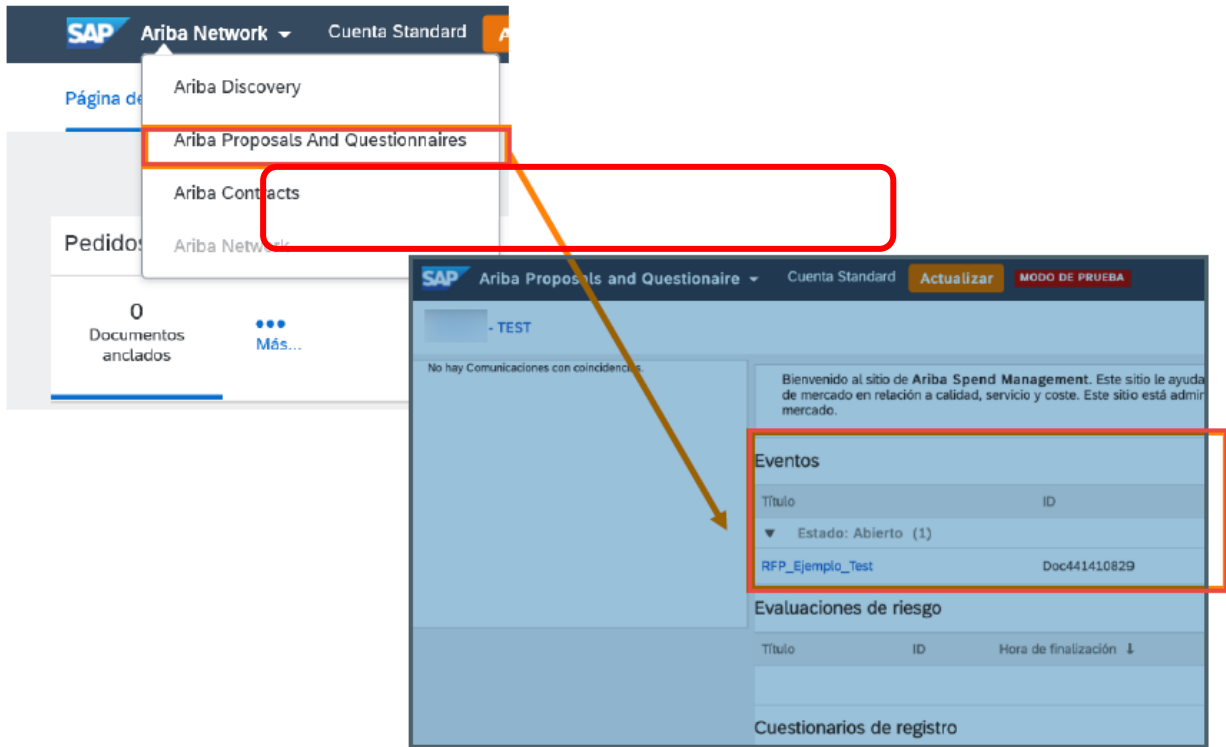 SAP Ariba Network Cuenta Standard
Ariba Discovery
Página de
Ariba Proposals And Questionnaires
Ariba Contracts
Pedidos
Ariba Network
0
Documentos
anclados
Más...
SAP Ariba Proposals and Questionaire Cuenta Standard Actualizar MODO DE PRUEBA
- TEST
No hay Comunicaciones con coincidencias.
Bienvenido al sitio de Ariba Spend Management. Este sitio le ayuda
de mercado en relación a calidad, servicio y coste. Este sitio está admin
mercado.
Eventos
Título ID
Estado: Abierto (1)
RFP_Ejemplo_Test Doc441410829
Evaluaciones de riesgo
Título ID Hora de finalización ↓
Cuestionarios de registro